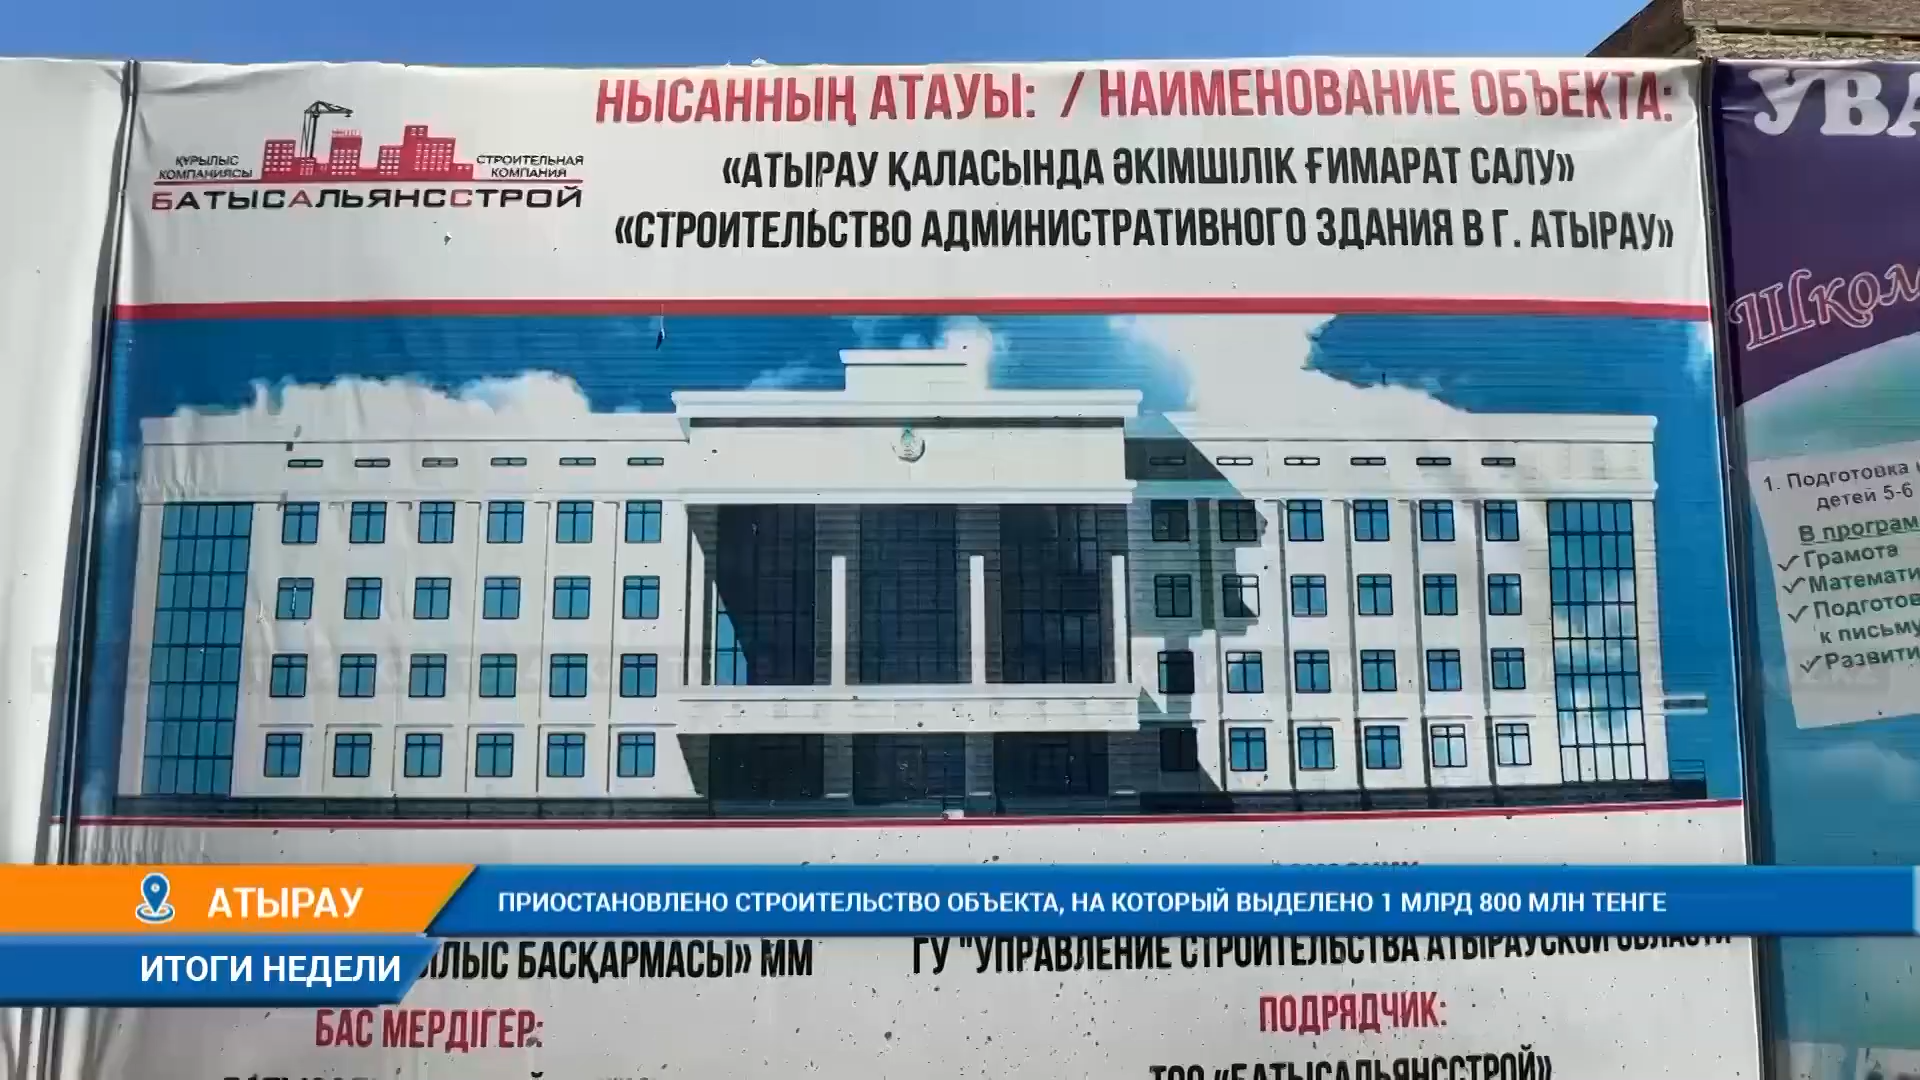 НЫСАННЫҢ АТАУЫ: / НАИМЕНОВАНИЕ ОБЪЕКТА:
ҚҰРЫЛЫС КОМПАНИЯСЫ
СТРОИТЕЛЬНАЯ КОМПАНИЯ
БАТЫСАЛЬЯНССТРОЙ
«АТЫРАУ ҚАЛАСЫНДА ӘКІМШІЛІК ҒИМАРАТ САЛУ»
«СТРОИТЕЛЬСТВО АДМИНИСТРАТИВНОГО ЗДАНИЯ В Г. АТЫРАУ»
УВА
Школ
1. Подготовка
детей 5-6
В програм
Грамота
Математи
Подготов
к письму
Развити
АТЫРАУ
ПРИОСТАНОВЛЕНО СТРОИТЕЛЬСТВО ОБЪЕКТА, НА КОТОРЫЙ ВЫДЕЛЕНО 1 МЛРД 800 МЛН ТЕНГЕ
ИТОГИ НЕДЕЛИ
ЫЛЫС БАСҚАРМАСЫ» ММ
ГУ "УПРАВЛЕНИЕ СТРОИТЕЛЬСТВА АТЫРАУСКОЙ ОБЛАСТИ
БАС МЕРДІГЕР:
ПОДРЯДЧИК:
ТОО «БАТЫСАЛЬЯНССТРОЙ»